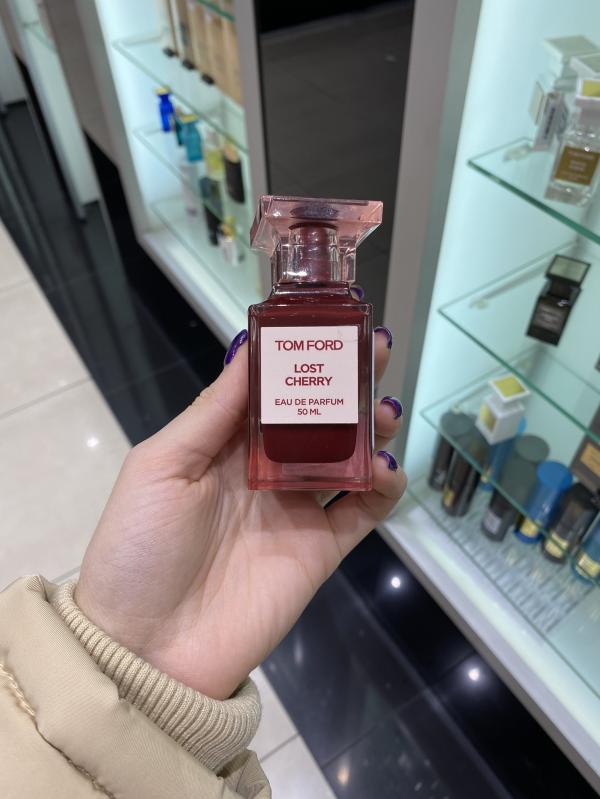 TOM FORD
LOST
CHERRY
EAU DE PARFUM
50 ML